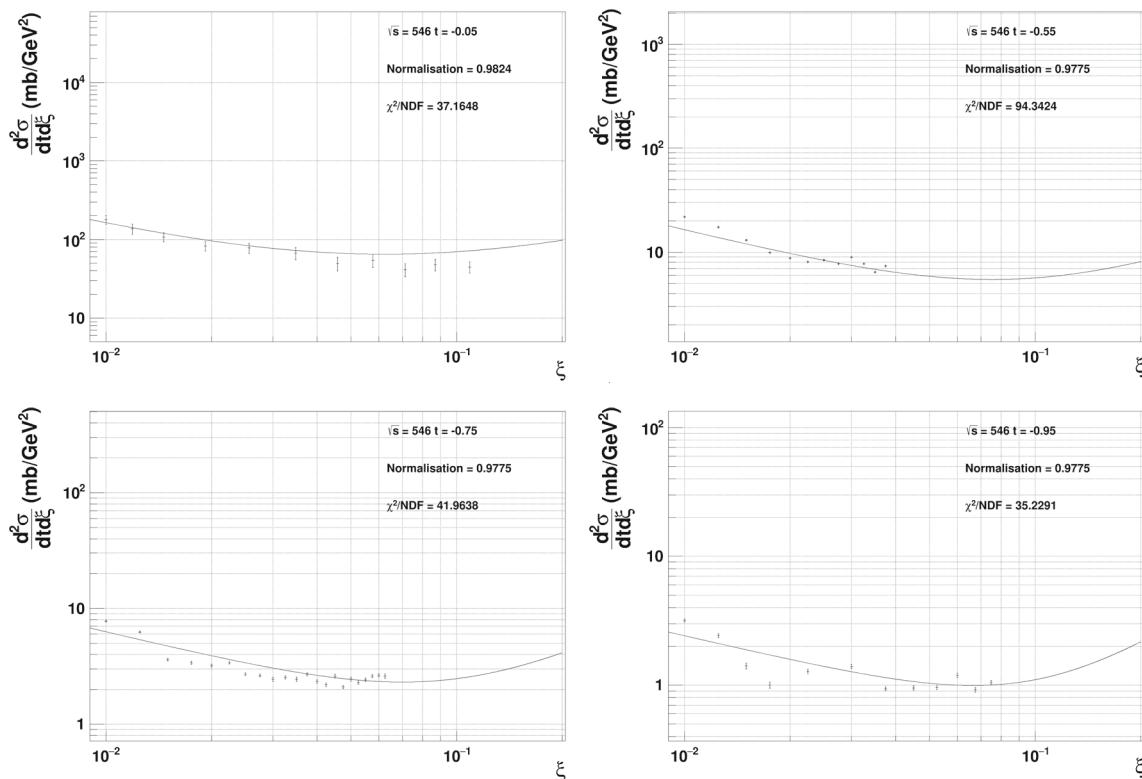 d²σ/dtdξ (mb/GeV²)
√s = 546 t = -0.05
Normalisation = 0.9824
χ²/NDF = 37.1648
10⁴
10³
10²
10
10⁻² 10⁻¹
ξ
d²σ/dtdξ (mb/GeV²)
√s = 546 t = -0.55
Normalisation = 0.9775
χ²/NDF = 94.3424
10³
10²
10
10⁻² 10⁻¹
ξ
d²σ/dtdξ (mb/GeV²)
√s = 546 t = -0.75
Normalisation = 0.9775
χ²/NDF = 41.9638
10²
10
1
10⁻² 10⁻¹
ξ
d²σ/dtdξ (mb/GeV²)
√s = 546 t = -0.95
Normalisation = 0.9775
χ²/NDF = 35.2291
10²
10
1
10⁻² 10⁻¹
ξ